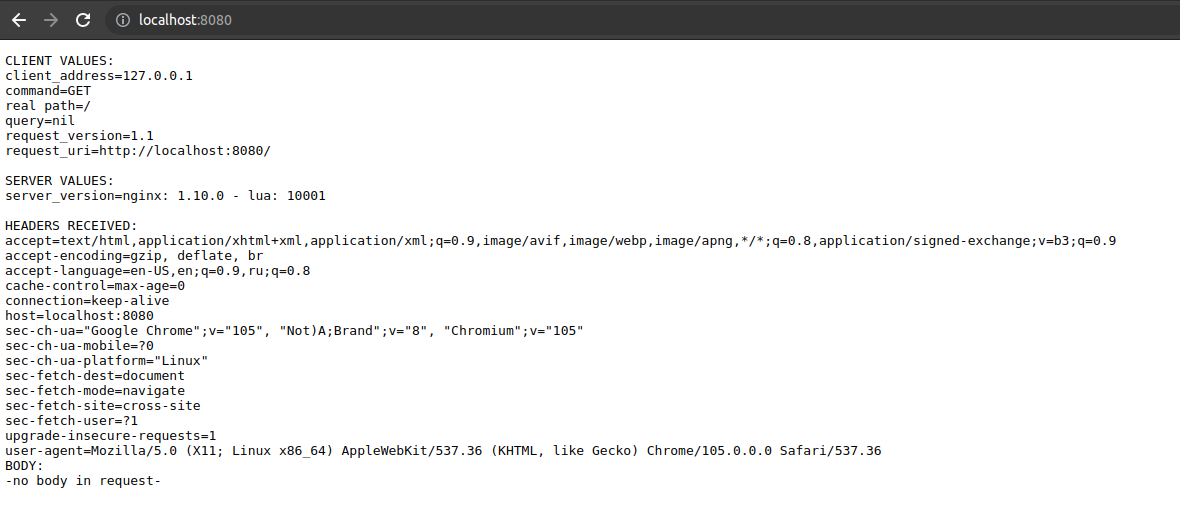 localhost:8080
CLIENT VALUES:
client_address=127.0.0.1
command=GET
real path=/
query=nil
request_version=1.1
request_uri=http://localhost:8080/
SERVER VALUES:
server_version=nginx: 1.10.0 - lua: 10001
HEADERS RECEIVED:
accept=text/html,application/xhtml+xml,application/xml;q=0.9,image/avif,image/webp,image/apng,*/*;q=0.8,application/signed-exchange;v=b3;q=0.9
accept-encoding=gzip, deflate, br
accept-language=en-US,en;q=0.9,ru;q=0.8
cache-control=max-age=0
connection=keep-alive
host=localhost:8080
sec-ch-ua="Google Chrome";v="105", "Not)A;Brand";v="8", "Chromium";v="105"
sec-ch-ua-mobile=?0
sec-ch-ua-platform="Linux"
sec-fetch-dest=document
sec-fetch-mode=navigate
sec-fetch-site=cross-site
sec-fetch-user=?1
upgrade-insecure-requests=1
user-agent=Mozilla/5.0 (X11; Linux x86_64) AppleWebKit/537.36 (KHTML, like Gecko) Chrome/105.0.0.0 Safari/537.36
BODY:
-no body in request-